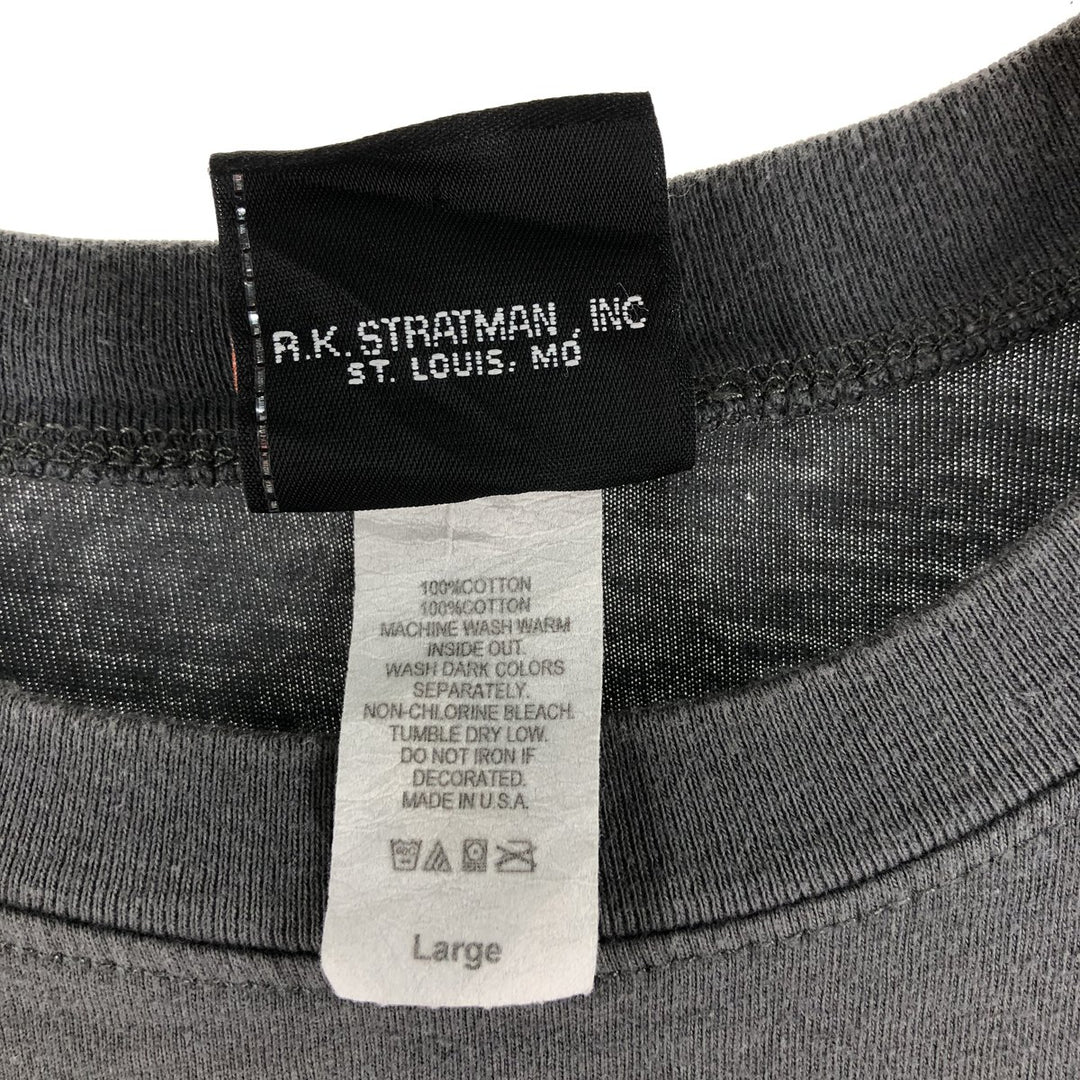 R.K. STRATMAN, INC
ST. LOUIS, MO
100%COTTON
100%COTTON
MACHINE WASH WARM
INSIDE OUT.
WASH DARK COLORS
SEPARATELY.
NON-CHLORINE BLEACH.
TUMBLE DRY LOW.
DO NOT IRON IF
DECORATED.
MADE IN U.S.A.
Large